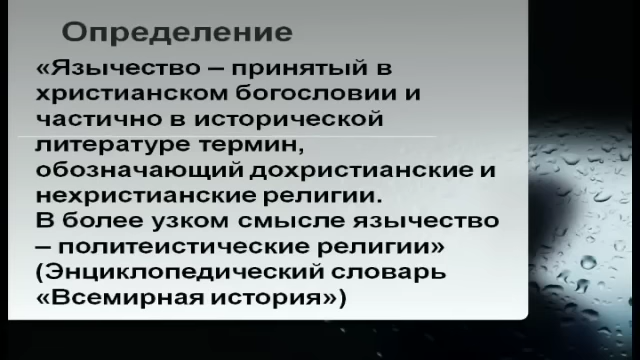 Определение
«Язычество – принятый в
христианском богословии и
частично в исторической
литературе термин,
обозначающий дохристианские и
нехристианские религии.
В более узком смысле язычество
– политеистические религии»
(Энциклопедический словарь
«Всемирная история»)